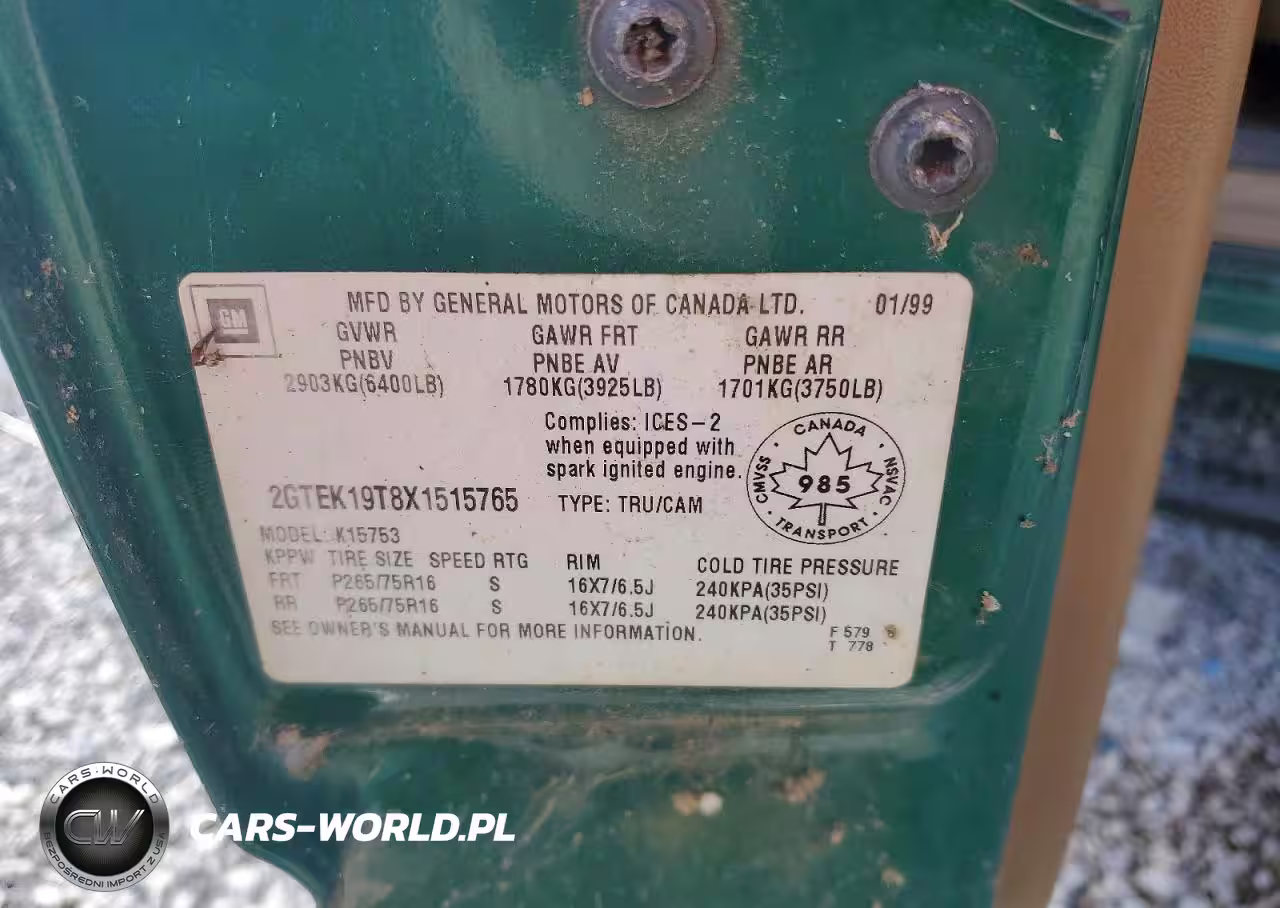 GM
MFD BY GENERAL MOTORS OF CANADA LTD. 01/99
GVWR GAWR FRT GAWR RR
PNBV PNBE AV PNBE AR
2903KG(6400LB) 1780KG(3925LB) 1701KG(3750LB)
Complies: ICES-2
when equipped with
spark ignited engine.
CANADA
CMVSS 985 NSVAC
TRANSPORT
2GTEK19T8X1515765 TYPE: TRU/CAM
MODEL: K15753
KPPW TIRE SIZE SPEED RTG RIM COLD TIRE PRESSURE
FRT P265/75R16 S 16X7/6.5J 240KPA(35PSI)
RR P265/75R16 S 16X7/6.5J 240KPA(35PSI)
SEE OWNER'S MANUAL FOR MORE INFORMATION.
F 579
T 778
CARS-WORLD
CW
BEZPOŚREDNI IMPORT Z USA
CARS-WORLD.PL